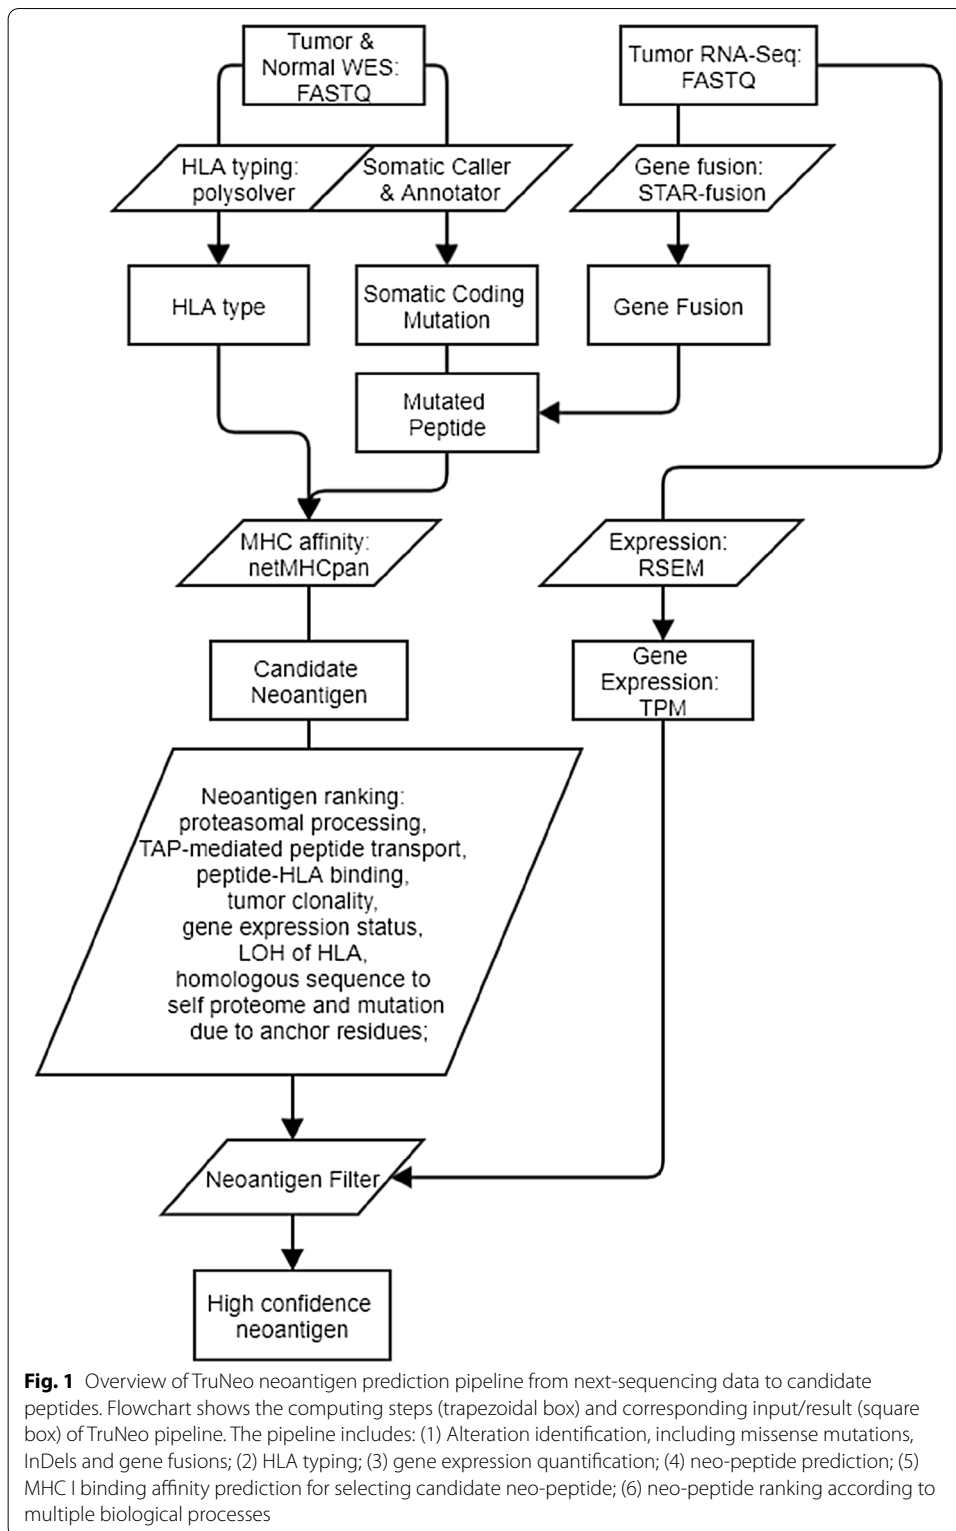 Tumor &
Normal WES:
FASTQ
Tumor RNA-Seq:
FASTQ
HLA typing:
polysolver
Somatic Caller
& Annotator
Gene fusion:
STAR-fusion
HLA type
Somatic Coding
Mutation
Gene Fusion
Mutated
Peptide
MHC affinity:
netMHCpan
Expression:
RSEM
Candidate
Neoantigen
Gene
Expression:
TPM
Neoantigen ranking:
proteasomal processing,
TAP-mediated peptide transport,
peptide-HLA binding,
tumor clonality,
gene expression status,
LOH of HLA,
homologous sequence to
self proteome and mutation
due to anchor residues;
Neoantigen Filter
High confidence
neoantigen
Fig. 1 Overview of TruNeo neoantigen prediction pipeline from next-sequencing data to candidate
peptides. Flowchart shows the computing steps (trapezoidal box) and corresponding input/result (square
box) of TruNeo pipeline. The pipeline includes: (1) Alteration identification, including missense mutations,
InDels and gene fusions; (2) HLA typing; (3) gene expression quantification; (4) neo-peptide prediction; (5)
MHC I binding affinity prediction for selecting candidate neo-peptide; (6) neo-peptide ranking according to
multiple biological processes